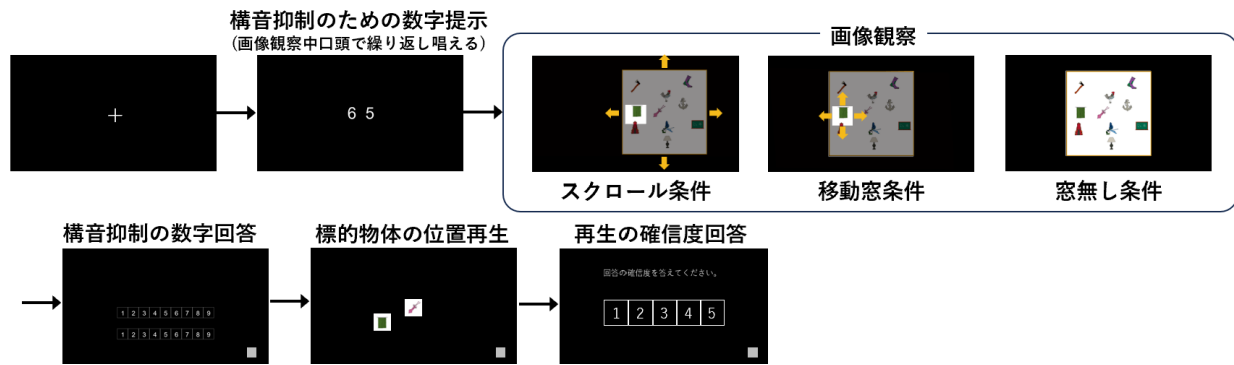 構音抑制のための数字提示
(画像観察中口頭で繰り返し唱える)
画像観察
6 5
スクロール条件
移動窓条件
窓無し条件
構音抑制の数字回答
標的物体の位置再生
再生の確信度回答
回答の確信度を答えてください。
1 2 3 4 5 6 7 8 9
1 2 3 4 5 6 7 8 9
1 2 3 4 5